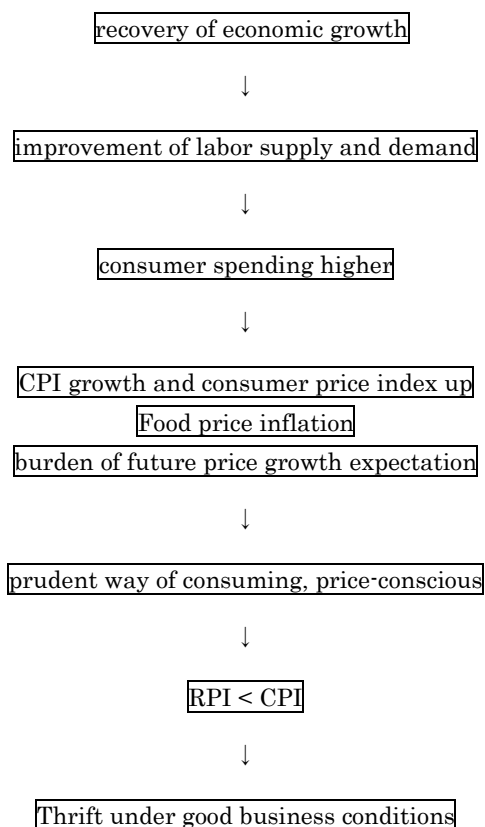 recovery of economic growth
↓
improvement of labor supply and demand
↓
consumer spending higher
↓
CPI growth and consumer price index up
Food price inflation
burden of future price growth expectation
↓
prudent way of consuming, price-conscious
↓
RPI < CPI
↓
Thrift under good business conditions